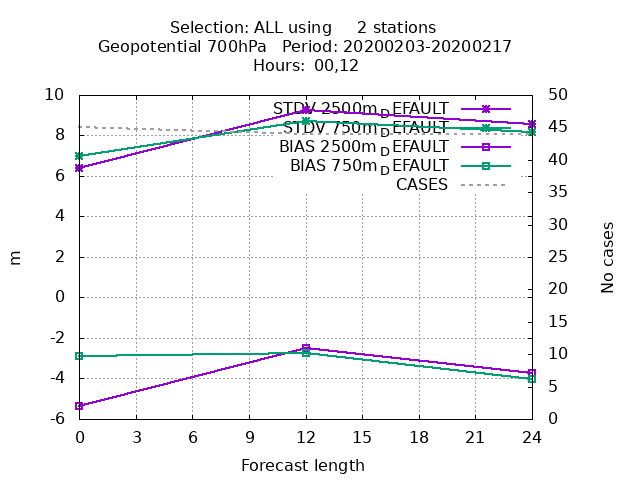 Selection: ALL using 2 stations
Geopotential 700hPa Period: 20200203-20200217
Hours: 00,12
10 50
STDV 2500m_DEFAULT
45
STDV 750m_DEFAULT
8
BIAS 2500m_DEFAULT
40
BIAS 750m_DEFAULT
6
CASES
35
4 30
2 25
m
No cases
0 20
15
-2
10
-4
5
-6 0
0 3 6 9 12 15 18 21 24
Forecast length